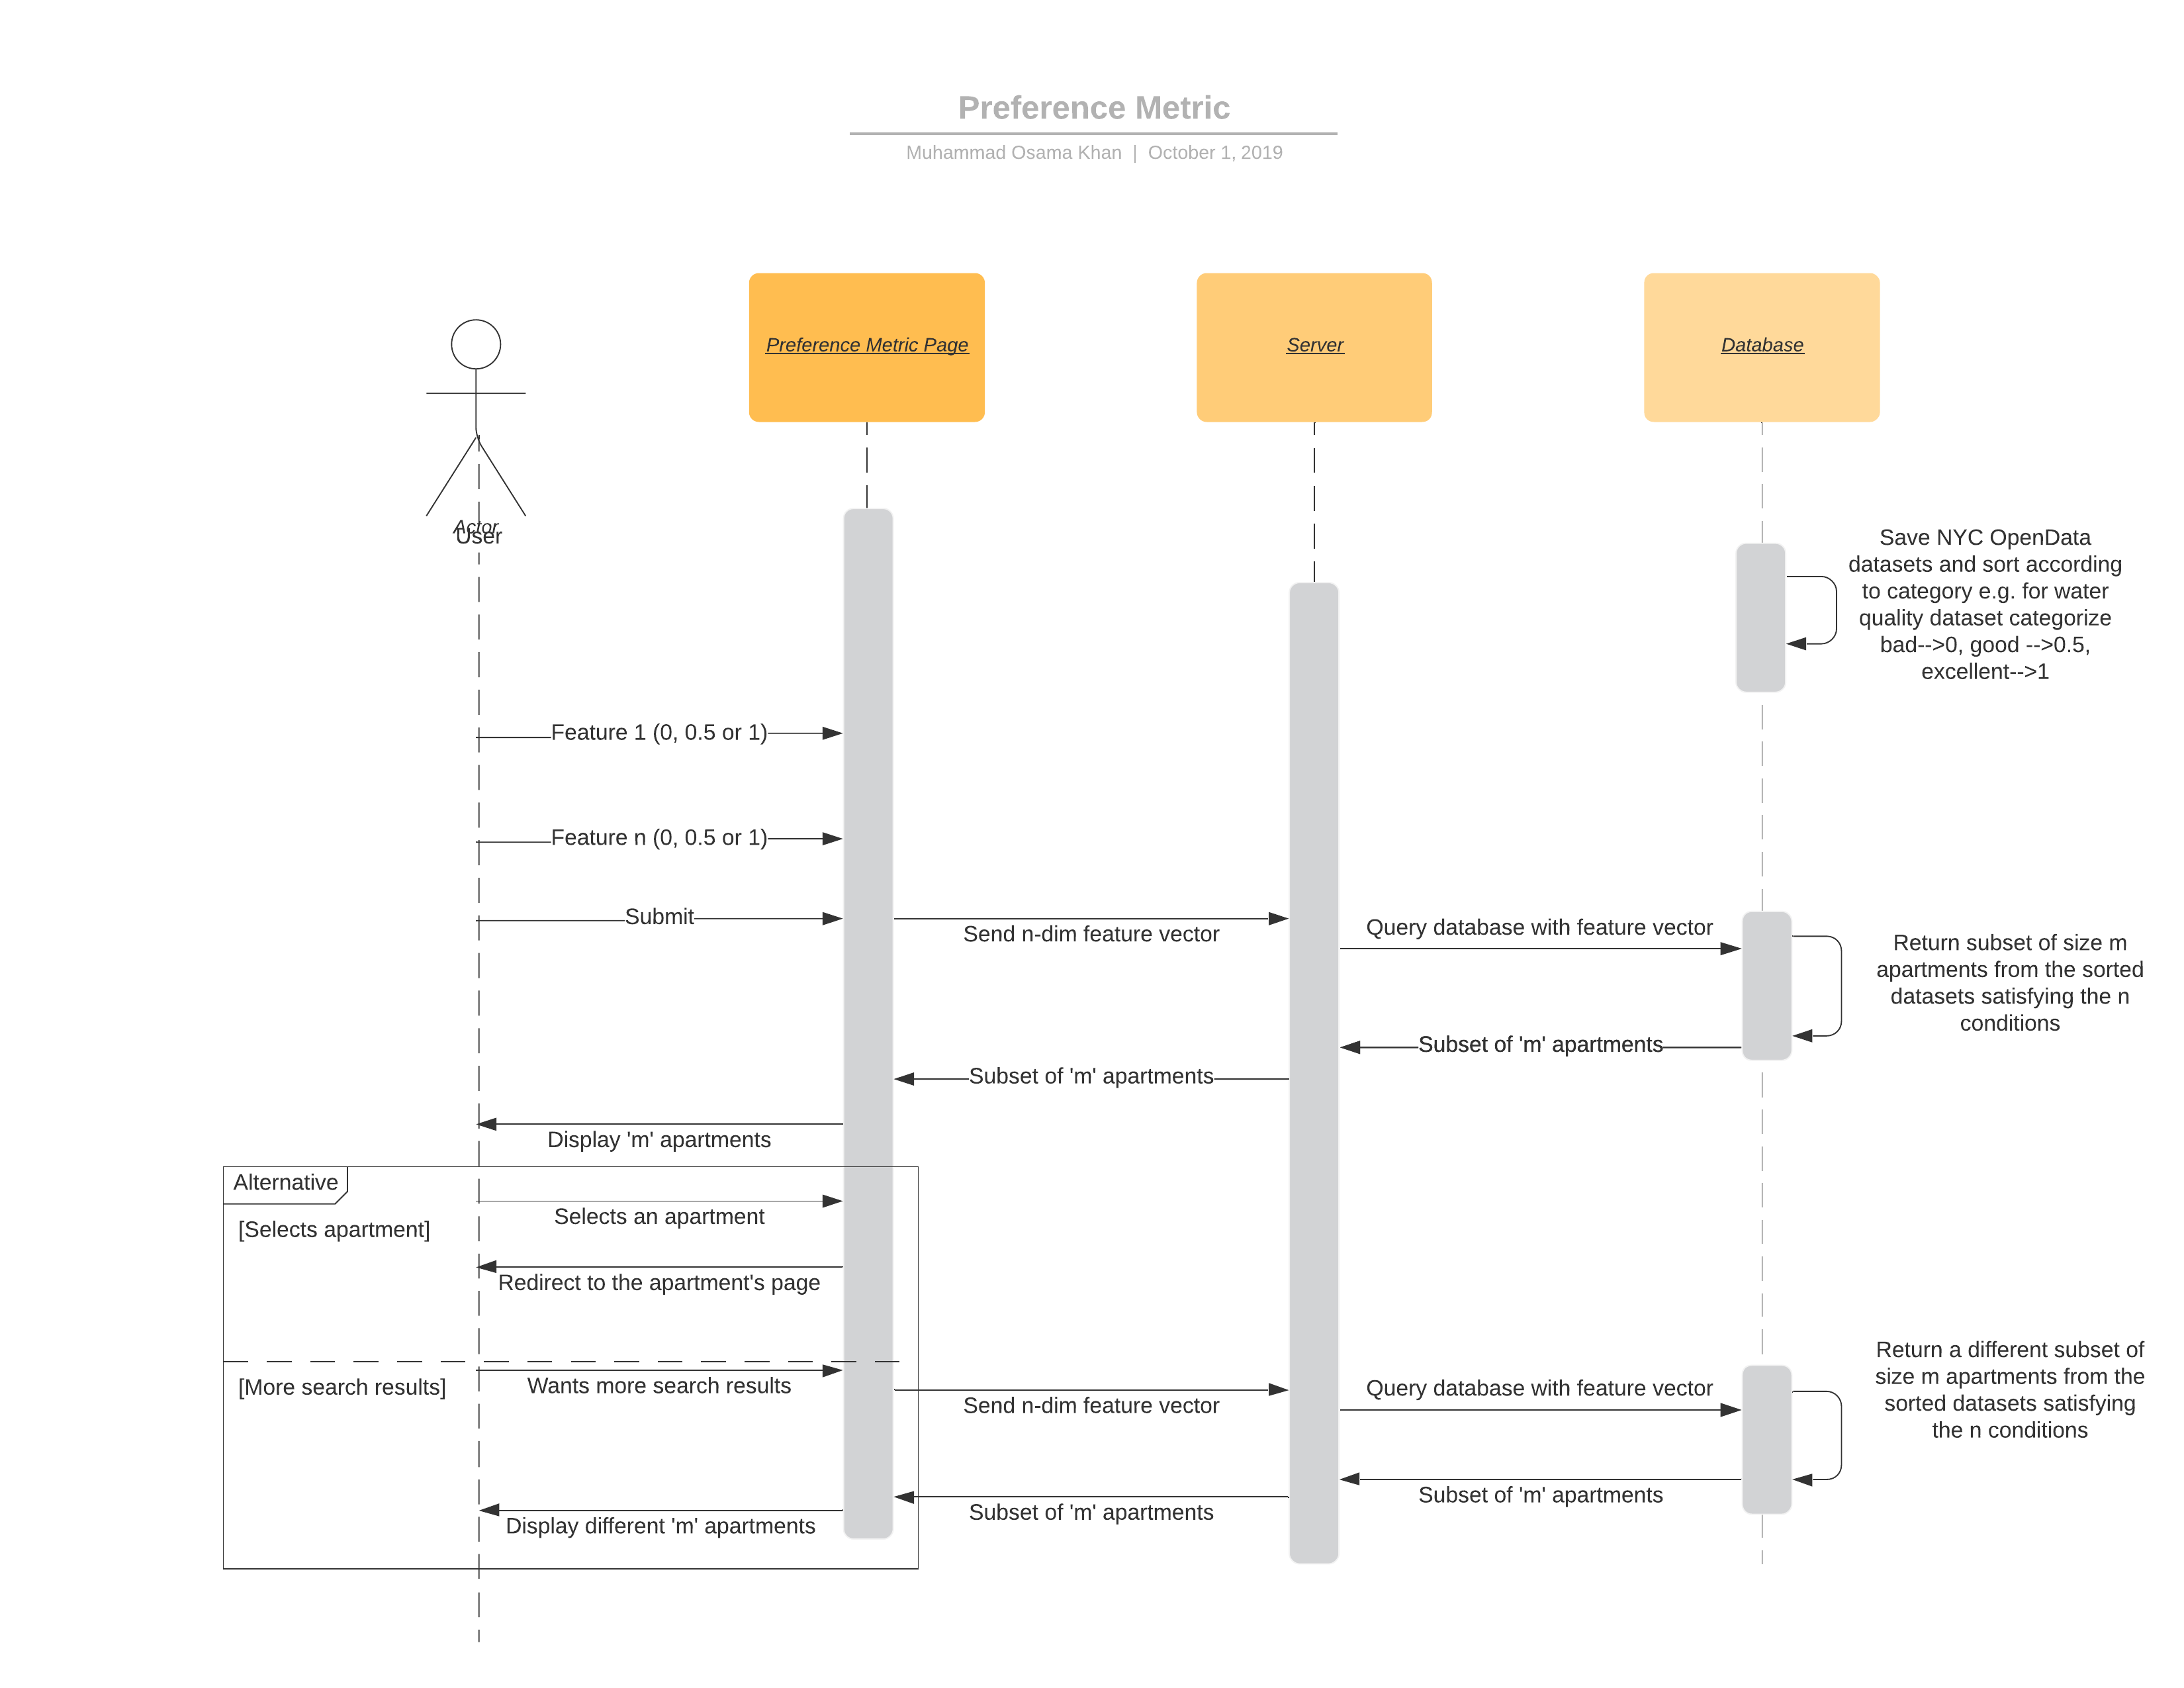 Preference Metric
Muhammad Osama Khan | October 1, 2019
Preference Metric Page
Server
Database
Actor
User
Save NYC OpenData
datasets and sort according
to category e.g. for water
quality dataset categorize
bad-->0, good -->0.5,
excellent-->1
Feature 1 (0, 0.5 or 1)
Feature n (0, 0.5 or 1)
Submit
Send n-dim feature vector
Query database with feature vector
Return subset of size m
apartments from the sorted
datasets satisfying the n
conditions
Subset of 'm' apartments
Subset of 'm' apartments
Display 'm' apartments
Alternative
[Selects apartment]
Selects an apartment
Redirect to the apartment's page
[More search results]
Wants more search results
Send n-dim feature vector
Query database with feature vector
Return a different subset of
size m apartments from the
sorted datasets satisfying
the n conditions
Subset of 'm' apartments
Subset of 'm' apartments
Display different 'm' apartments